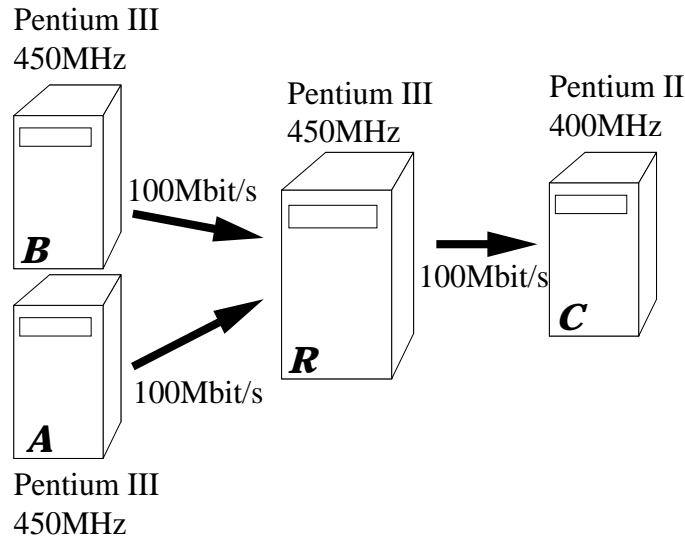 Pentium III
450MHz
Pentium III
450MHz
Pentium II
400MHz
100Mbit/s
B
100Mbit/s
R
C
100Mbit/s
A
Pentium III
450MHz